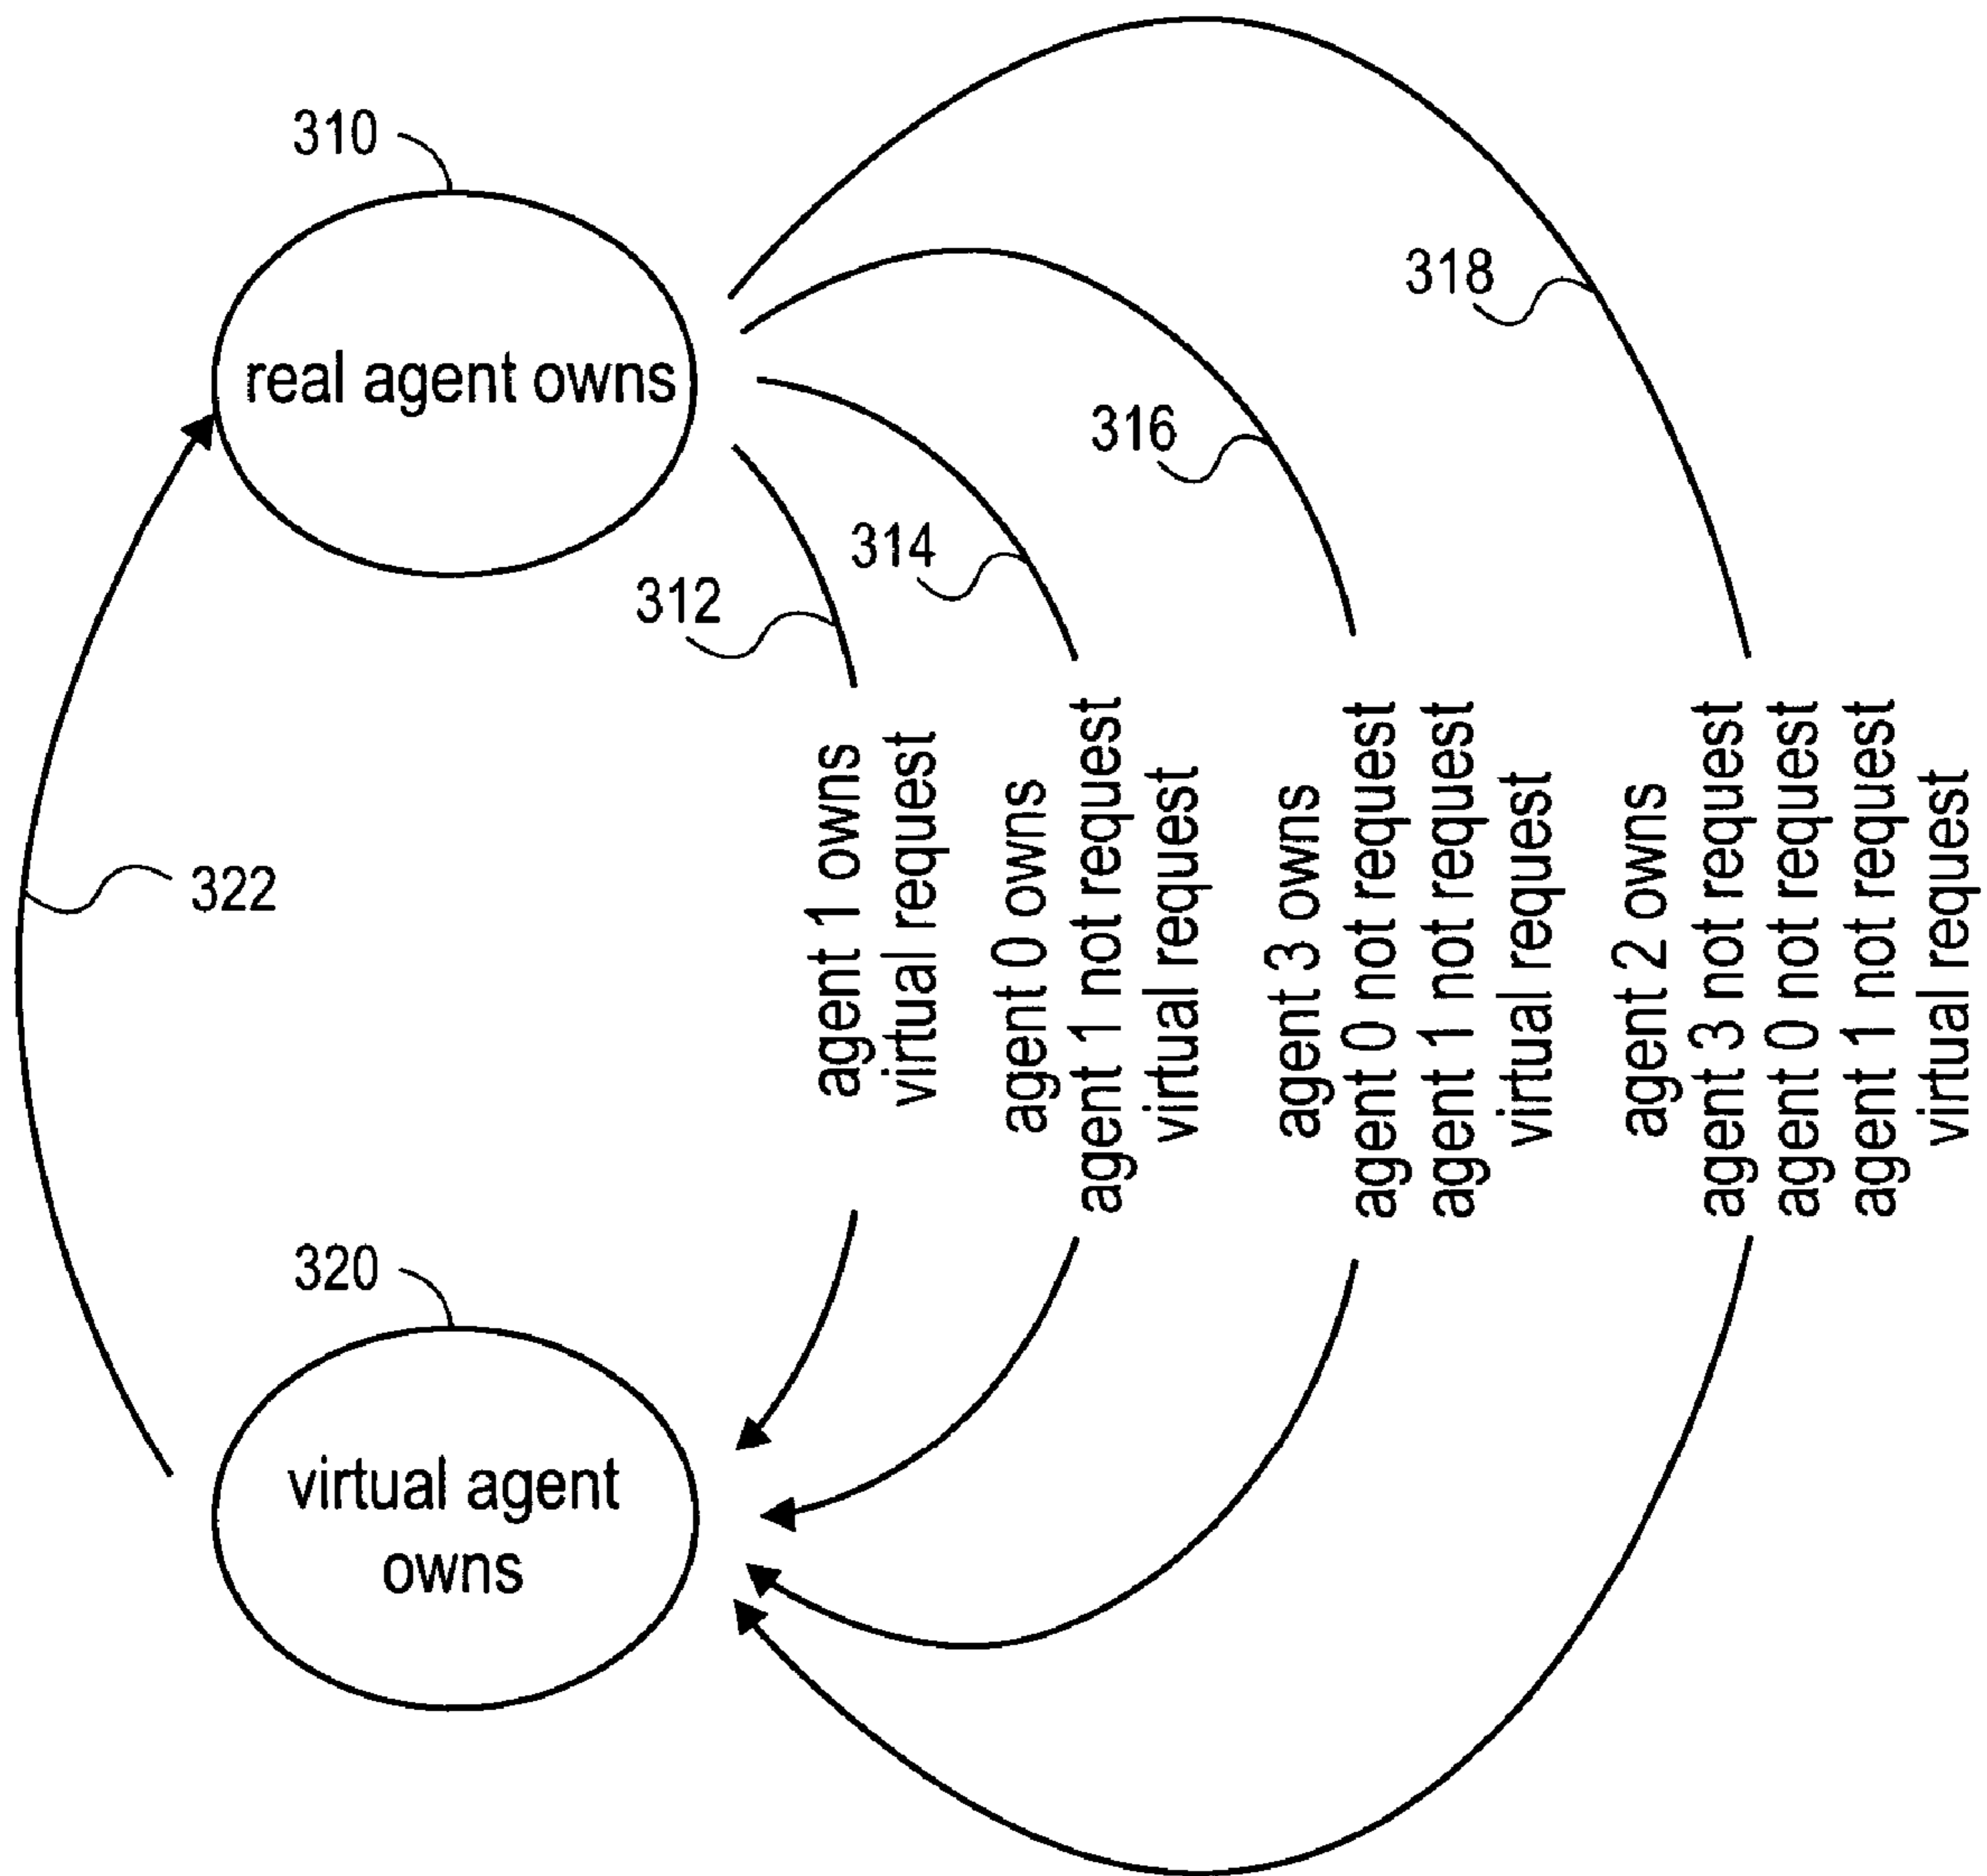 310
real agent owns
318
316
314
312
322
agent 1 owns
virtual request
agent 0 owns
agent 1 not request
virtual request
agent 3 owns
agent 0 not request
agent 1 not request
virtual request
agent 2 owns
agent 3 not request
agent 0 not request
agent 1 not request
virtual request
320
virtual agent
owns